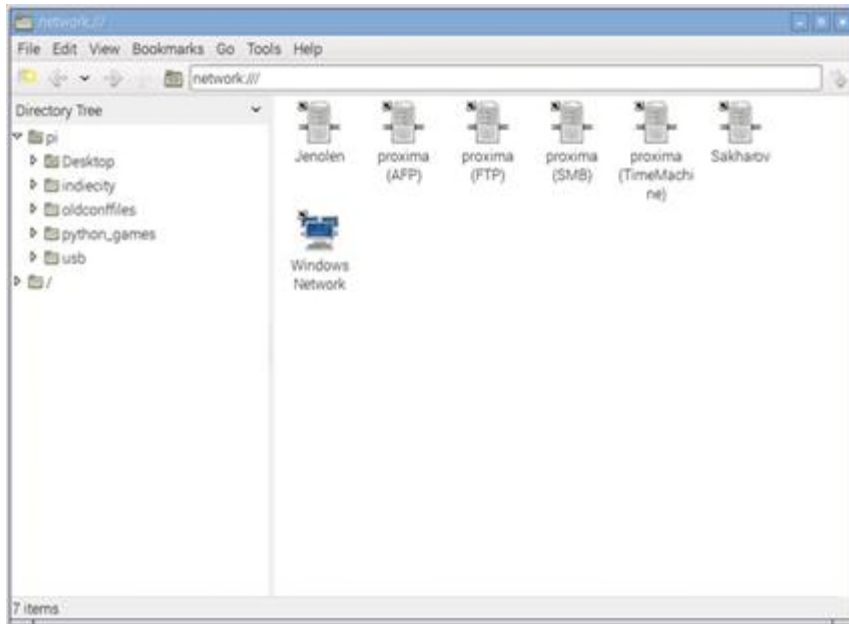 network:///
File Edit View Bookmarks Go Tools Help
network:///
Directory Tree
pi
Desktop
indiecity
oldconffiles
python_games
usb
/
Jenolen
proxima
(AFP)
proxima
(FTP)
proxima
(SMB)
proxima
(TimeMachi
ne)
Sakharov
Windows
Network
7 items